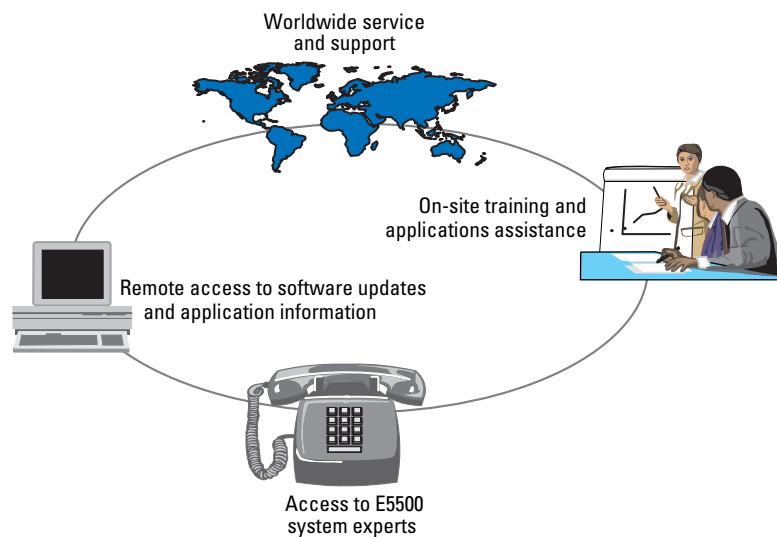 Worldwide service
and support
On-site training and
applications assistance
Remote access to software updates
and application information
Access to E5500
system experts